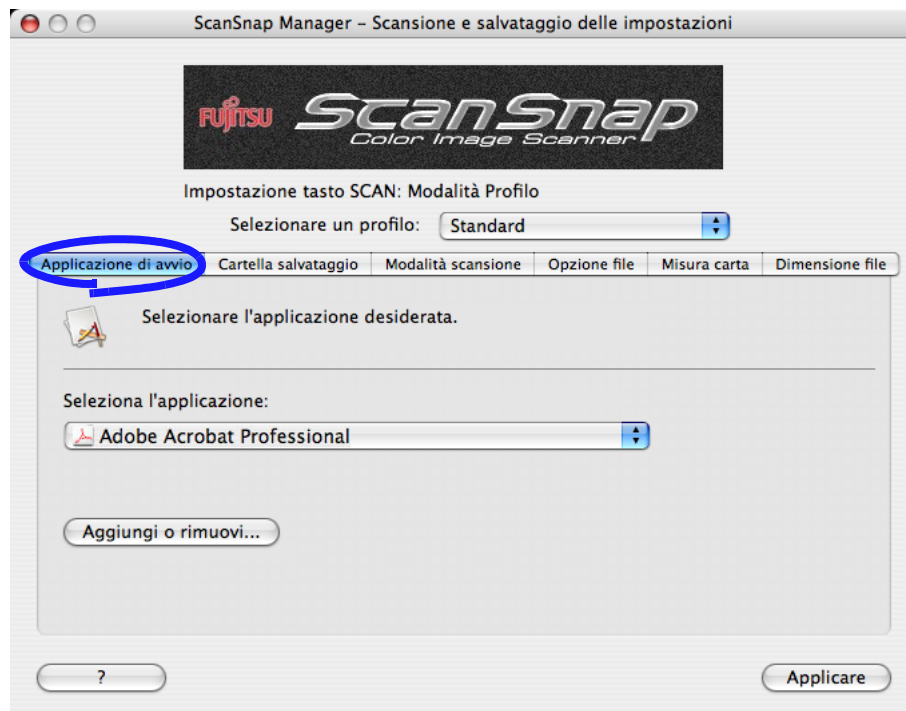 ScanSnap Manager – Scansione e salvataggio delle impostazioni
FUJITSU ScanSnap
Color Image Scanner
Impostazione tasto SCAN: Modalità Profilo
Selezionare un profilo: Standard
Applicazione di avvio Cartella salvataggio Modalità scansione Opzione file Misura carta Dimensione file
Selezionare l'applicazione desiderata.
Seleziona l'applicazione:
Adobe Acrobat Professional
Aggiungi o rimuovi...
? Applicare